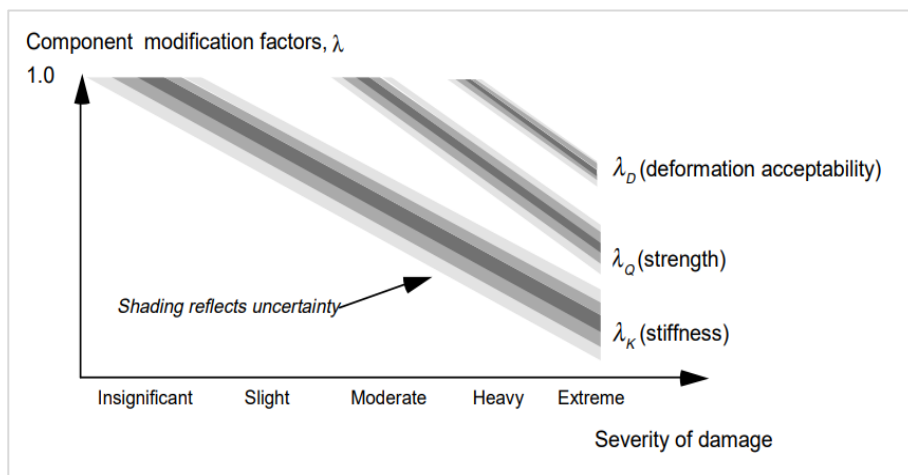 Component modification factors, λ
1.0
λD (deformation acceptability)
λQ (strength)
Shading reflects uncertainty
λK (stiffness)
Insignificant Slight Moderate Heavy Extreme
Severity of damage